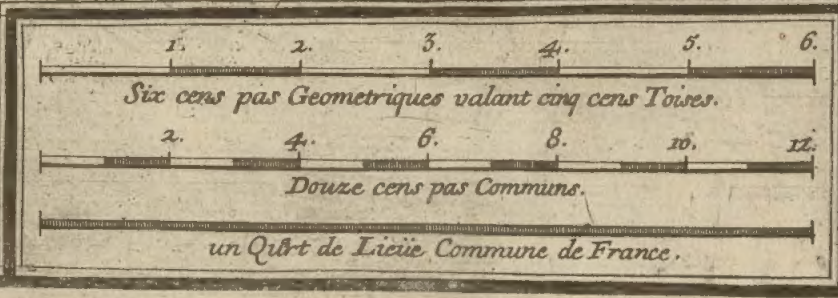 1. 2. 3. 4. 5. 6.
Six cens pas Geometriques valant cinq cens Toises.
2. 4. 6. 8. 10. 12.
Douze cens pas Communs.
un Qart de Lieüe Commune de France.